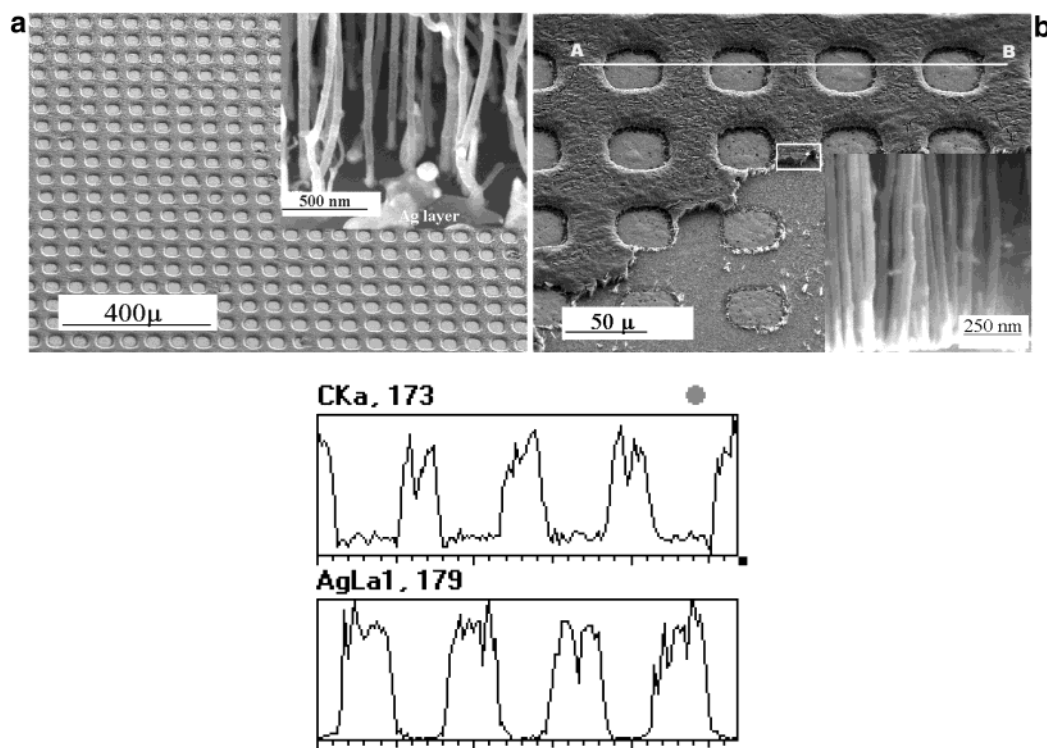 a
500 nm
Ag layer
400μ
b
A
B
50 μ
250 nm
CKa, 173
AgLa1, 179